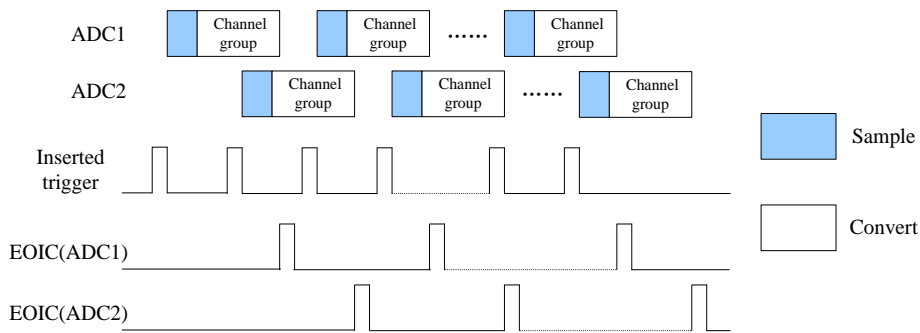 ADC1
Channel
group
Channel
group
......
Channel
group
ADC2
Channel
group
Channel
group
......
Channel
group
Sample
Inserted
trigger
Convert
EOIC(ADC1)
EOIC(ADC2)